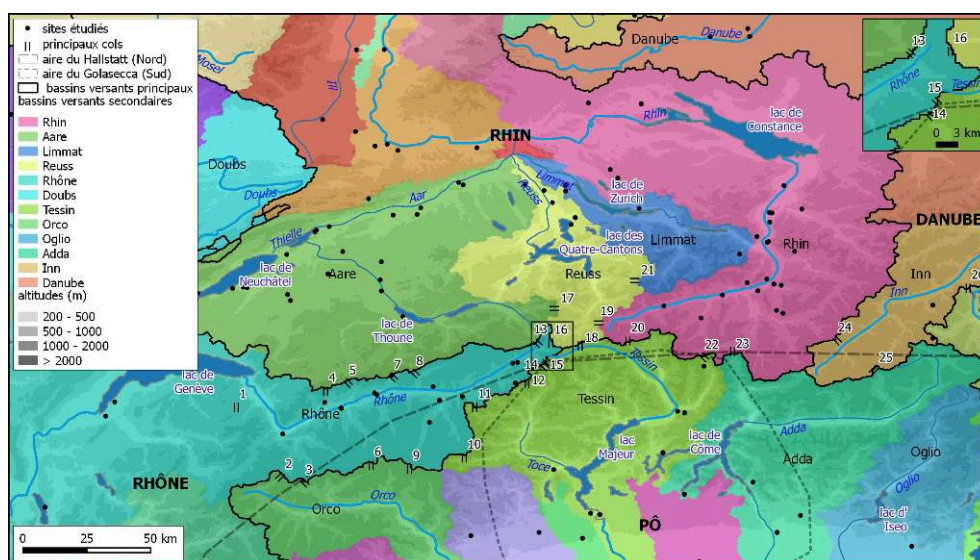 sites étudiés
principaux cols
aire du Hallstatt (Nord)
aire du Golasecca (Sud)
bassins versants principaux
bassins versants secondaires
Rhin
Aare
Limmat
Reuss
Rhône
Doubs
Tessin
Orco
Oglio
Adda
Inn
Danube
altitudes (m)
200 - 500
500 - 1000
1000 - 2000
> 2000
Mosel
Ill
Danube
Danube
13
16
Rhône
15
14
Tessin
0 3 km
RHIN
Rhin
lac de
Constance
Doubs
Doubs
Aar
Reuss
Limmat
lac de
Zurich
Thielle
lac des
Quatre-Cantons
Limmat
Rhin
DANUBE
Inn
Inn
26
lac de
Neuchâtel
Aare
Reuss
21
lac de
Thoune
17
19
13
16
18
20
22
23
24
25
lac de
Genève
1
4
5
7
8
14
15
12
11
Rhône
Rhône
Tessin
Tessin
2
3
6
9
10
lac
Majeur
lac de
Côme
Adda
Adda
Oglio
Oglio
Toce
RHÔNE
Orco
Orco
PÔ
lac d'
Iseo
0 25 50 km